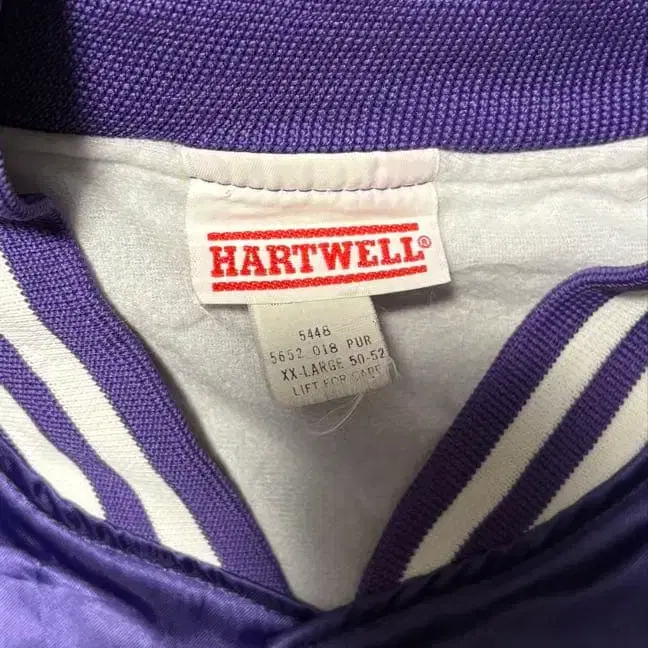 HARTWELL®
5448
5652 018 PUR
XX-LARGE 50-52
LIFT FOR CARE